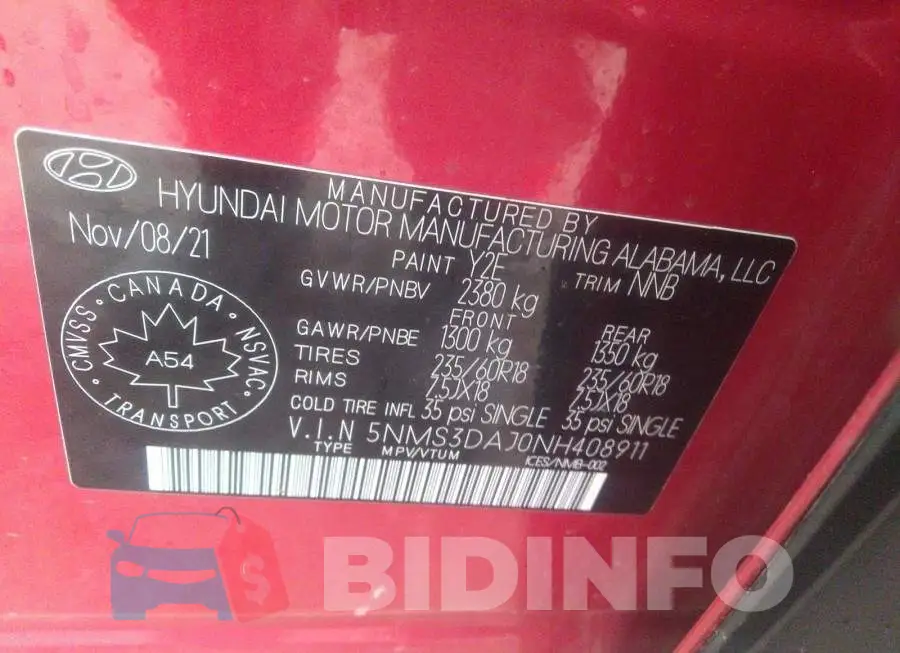 MANUFACTURED BY
HYUNDAI MOTOR MANUFACTURING ALABAMA, LLC
Nov/08/21
PAINT Y2E TRIM NNB
GVWR/PNBV 2380 kg
FRONT REAR
GAWR/PNBE 1300 kg 1350 kg
TIRES 235/60R18 235/60R18
RIMS 7.5JX18 7.5JX18
COLD TIRE INFL 35 psi SINGLE 35 psi SINGLE
V.I.N 5NMS3DAJ0NH408911
TYPE MPV/VTUM ICES/NMB-002
CANADA
CMVSS · NSVAC
A54
TRANSPORT
$ BIDINFO